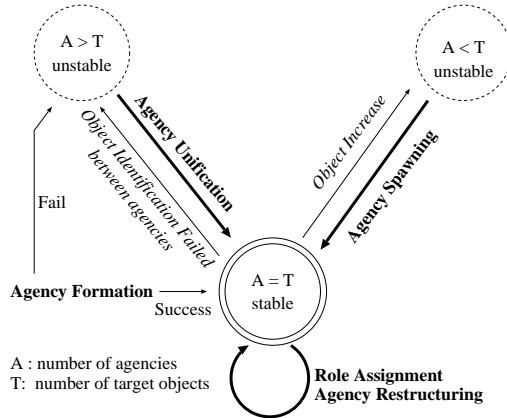 A > T
unstable
A < T
unstable
Agency Unification
Object Identification Failed
between agencies
Object Increase
Agency Spawning
Fail
Agency Formation
Success
A = T
stable
A : number of agencies
T: number of target objects
Role Assignment
Agency Restructuring